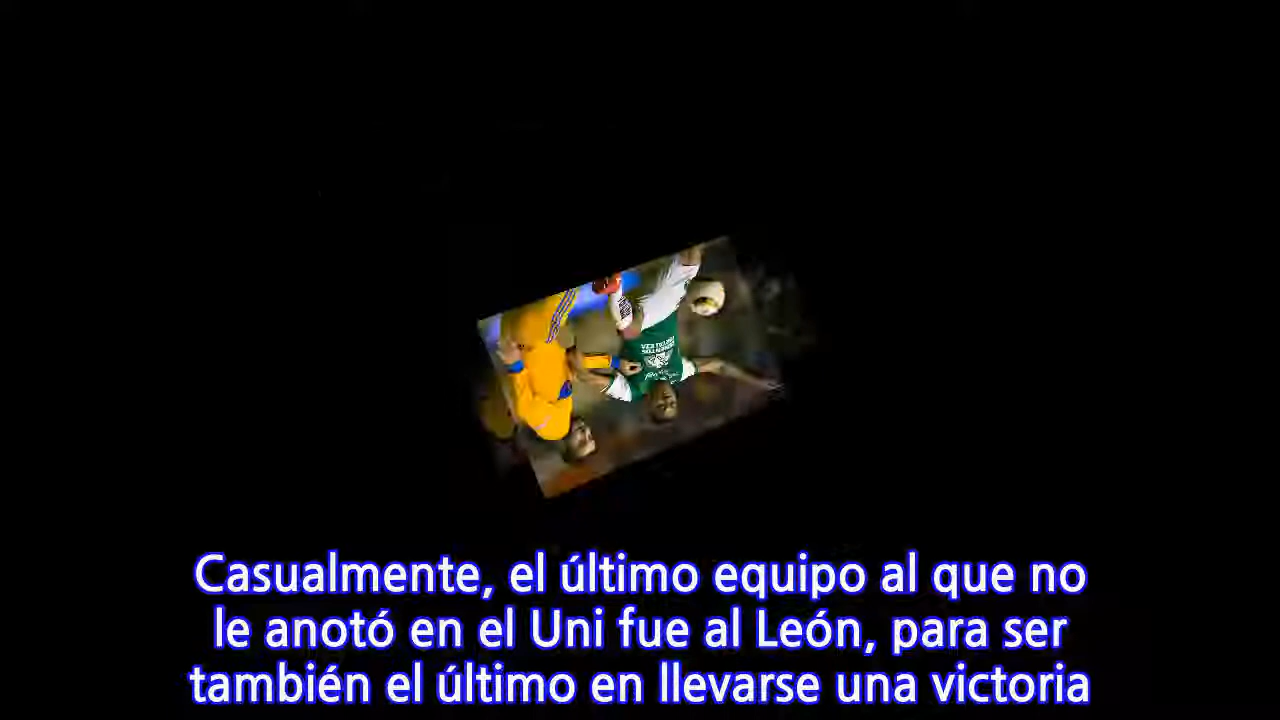 Casualmente, el último equipo al que no
le anotó en el Uni fue al León, para ser
también el último en llevarse una victoria